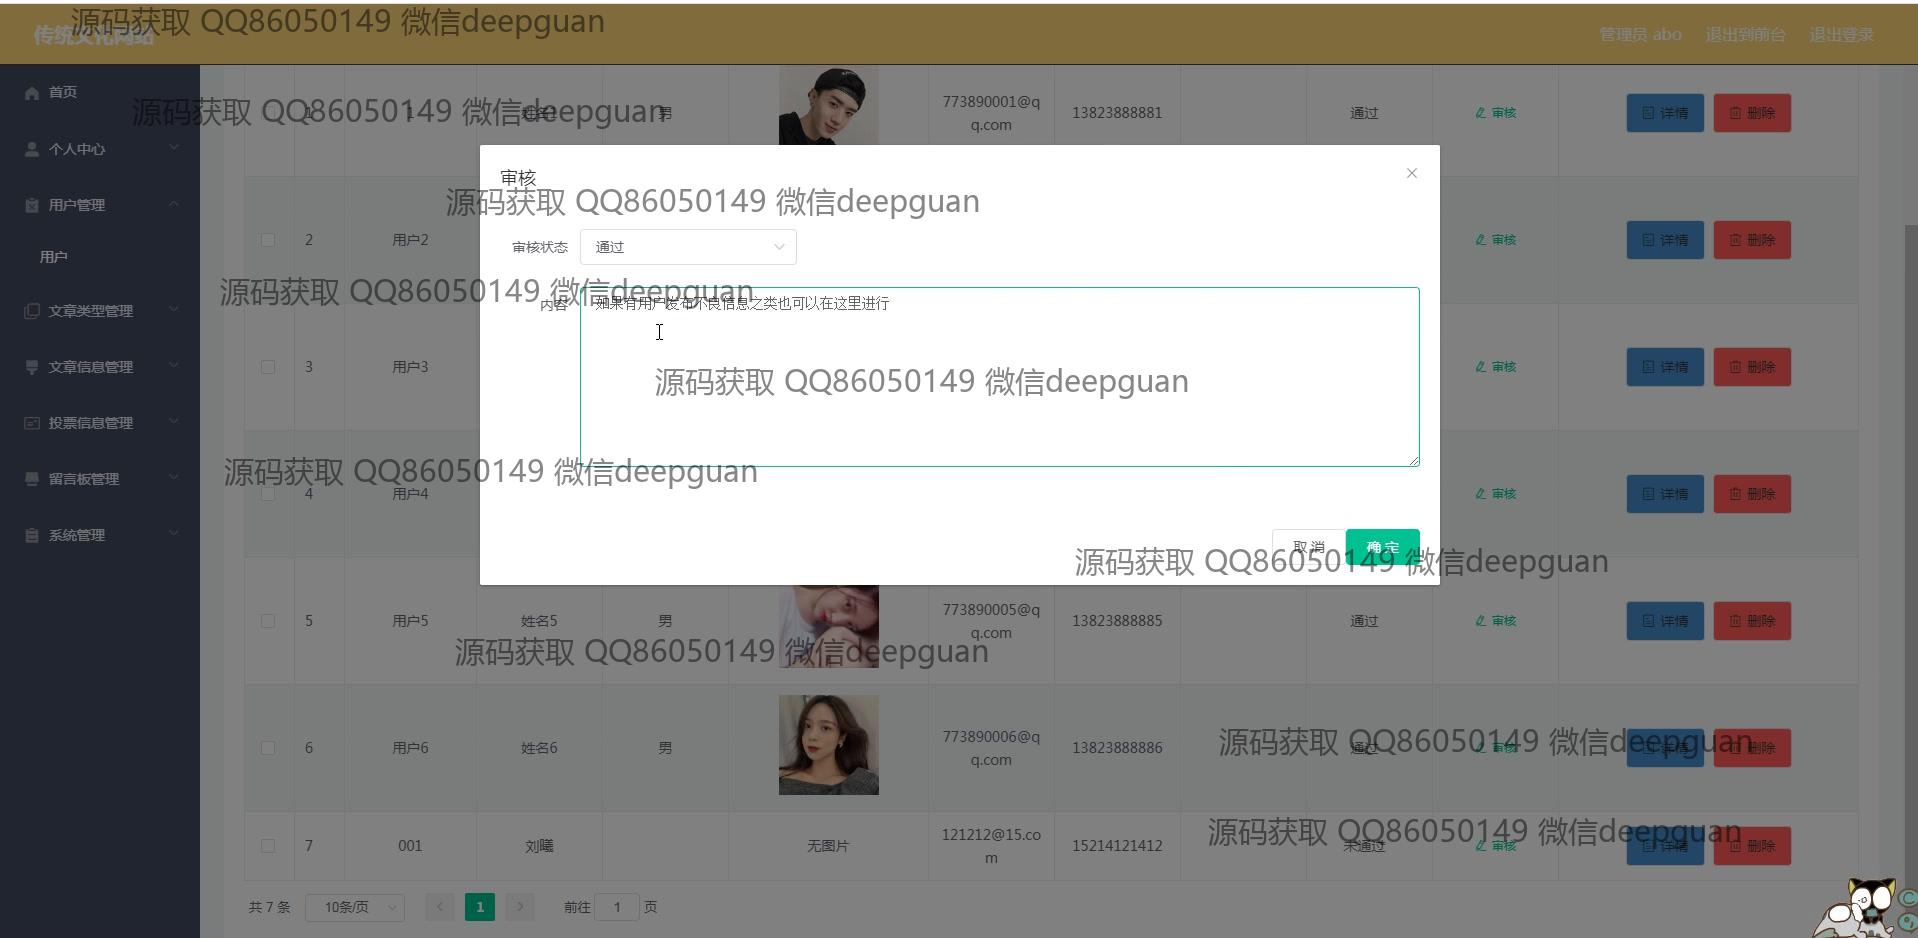 源码获取 QQ86050149 微信deepguan
传统文化网站
管理员 abo 退出到前台 退出登录
首页
个人中心
用户管理
用户
文章类型管理
文章信息管理
投票信息管理
留言板管理
系统管理
源码获取 QQ86050149 微信deepguan
1 1 姓名1 男 773890001@q
q.com 13823888881 通过 审核 详情 删除
审核
源码获取 QQ86050149 微信deepguan
审核状态 通过
2 用户2 审核 详情 删除
源码获取 QQ86050149 微信deepguan
内容 如果有用户发布不良信息之类也可以在这里进行
3 用户3 审核 详情 删除
源码获取 QQ86050149 微信deepguan
源码获取 QQ86050149 微信deepguan
4 用户4 审核 详情 删除
取消 确定
源码获取 QQ86050149 微信deepguan
5 用户5 姓名5 男 773890005@q
q.com 13823888885 通过 审核 详情 删除
源码获取 QQ86050149 微信deepguan
6 用户6 姓名6 男 773890006@q
q.com 13823888886 通过 审核 详情 删除
源码获取 QQ86050149 微信deepguan
7 001 刘曦 无图片 121212@15.co
m 15214121412 未通过 审核 详情 删除
源码获取 QQ86050149 微信deepguan
共 7 条 10条/页 1 前往 1 页